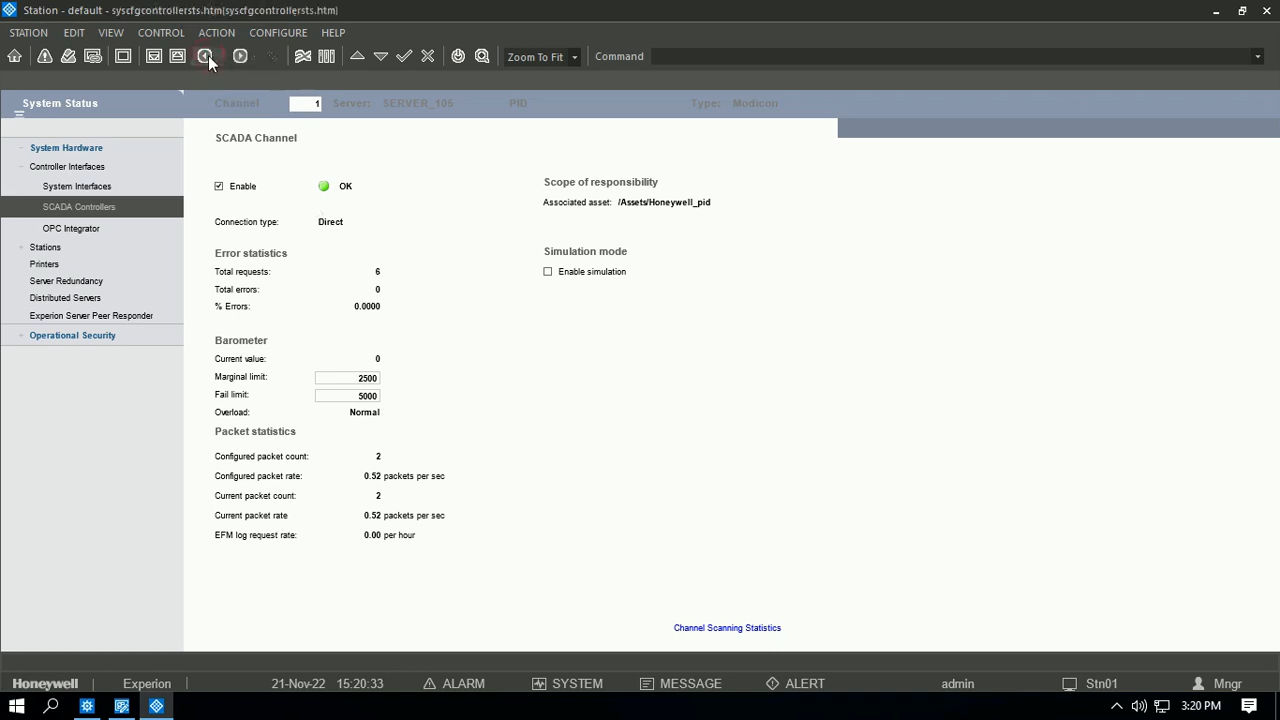 Station - default - syscfgcontrollersts.htm(syscfgcontrollersts.htm)
STATION EDIT VIEW CONTROL ACTION CONFIGURE HELP
Zoom To Fit Command
System Status
Channel 1 Server: SERVER_105 PID Type: Modicon
System Hardware
Controller Interfaces
System Interfaces
SCADA Controllers
OPC Integrator
Stations
Printers
Server Redundancy
Distributed Servers
Experion Server Peer Responder
Operational Security
SCADA Channel
Enable OK
Connection type: Direct
Error statistics
Total requests: 6
Total errors: 0
% Errors: 0.0000
Barometer
Current value: 0
Marginal limit: 2500
Fail limit: 5000
Overload: Normal
Packet statistics
Configured packet count: 2
Configured packet rate: 0.52 packets per sec
Current packet count: 2
Current packet rate 0.52 packets per sec
EFM log request rate: 0.00 per hour
Scope of responsibility
Associated asset: /Assets/Honeywell_pid
Simulation mode
Enable simulation
Channel Scanning Statistics
Honeywell Experion 21-Nov-22 15:20:33 ALARM SYSTEM MESSAGE ALERT admin Stn01 Mngr
3:20 PM